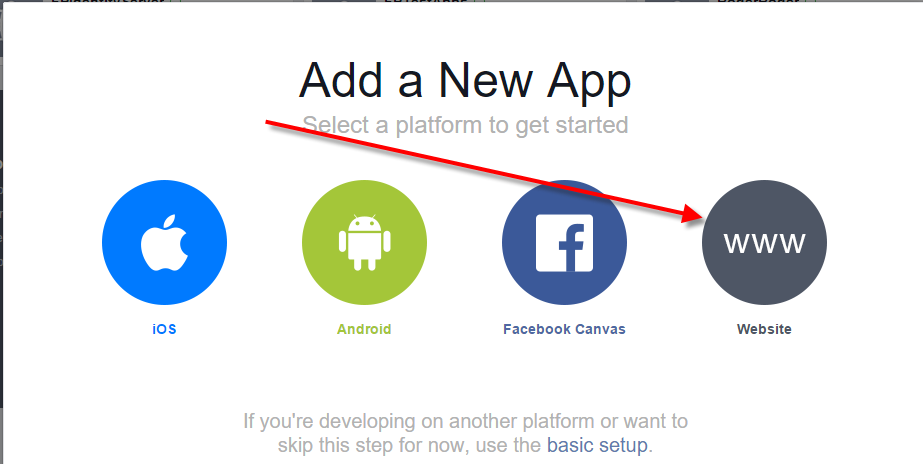 Add a New App
Select a platform to get started
www
iOS
Android
Facebook Canvas
Website
If you're developing on another platform or want to
skip this step for now, use the basic setup.